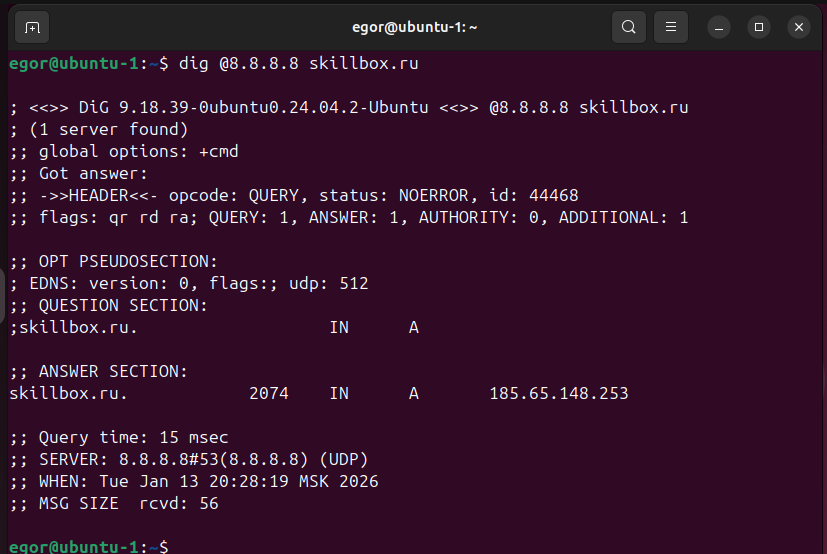 egor@ubuntu-1: ~
egor@ubuntu-1:~$ dig @8.8.8.8 skillbox.ru
; <<>> DiG 9.18.39-0ubuntu0.24.04.2-Ubuntu <<>> @8.8.8.8 skillbox.ru
; (1 server found)
;; global options: +cmd
;; Got answer:
;; ->>HEADER<<- opcode: QUERY, status: NOERROR, id: 44468
;; flags: qr rd ra; QUERY: 1, ANSWER: 1, AUTHORITY: 0, ADDITIONAL: 1
;; OPT PSEUDOSECTION:
; EDNS: version: 0, flags:; udp: 512
;; QUESTION SECTION:
;skillbox.ru. IN A
;; ANSWER SECTION:
skillbox.ru. 2074 IN A 185.65.148.253
;; Query time: 15 msec
;; SERVER: 8.8.8.8#53(8.8.8.8) (UDP)
;; WHEN: Tue Jan 13 20:28:19 MSK 2026
;; MSG SIZE rcvd: 56
egor@ubuntu-1:~$